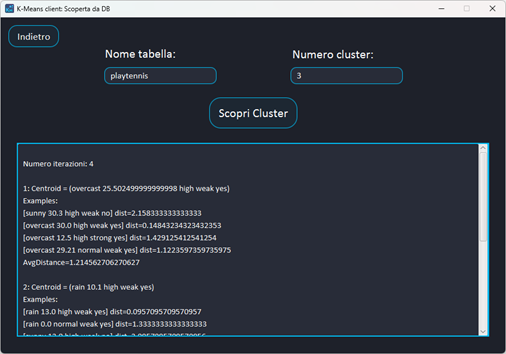 K-Means client: Scoperta da DB
Indietro
Nome tabella:
Numero cluster:
playtennis
3
Scopri Cluster
Numero iterazioni: 4
1: Centroid = (overcast 25.502499999999998 high weak yes)
Examples:
[sunny 30.3 high weak no] dist=2.158333333333333
[overcast 30.0 high weak yes] dist=0.14843234323432353
[overcast 12.5 high strong yes] dist=1.429125412541254
[overcast 29.21 normal weak yes] dist=1.1223597359735975
AvgDistance=1.214562706270627
2: Centroid = (rain 10.1 high weak yes)
Examples:
[rain 13.0 high weak yes] dist=0.0957095709570957
[rain 0.0 normal weak yes] dist=1.3333333333333333